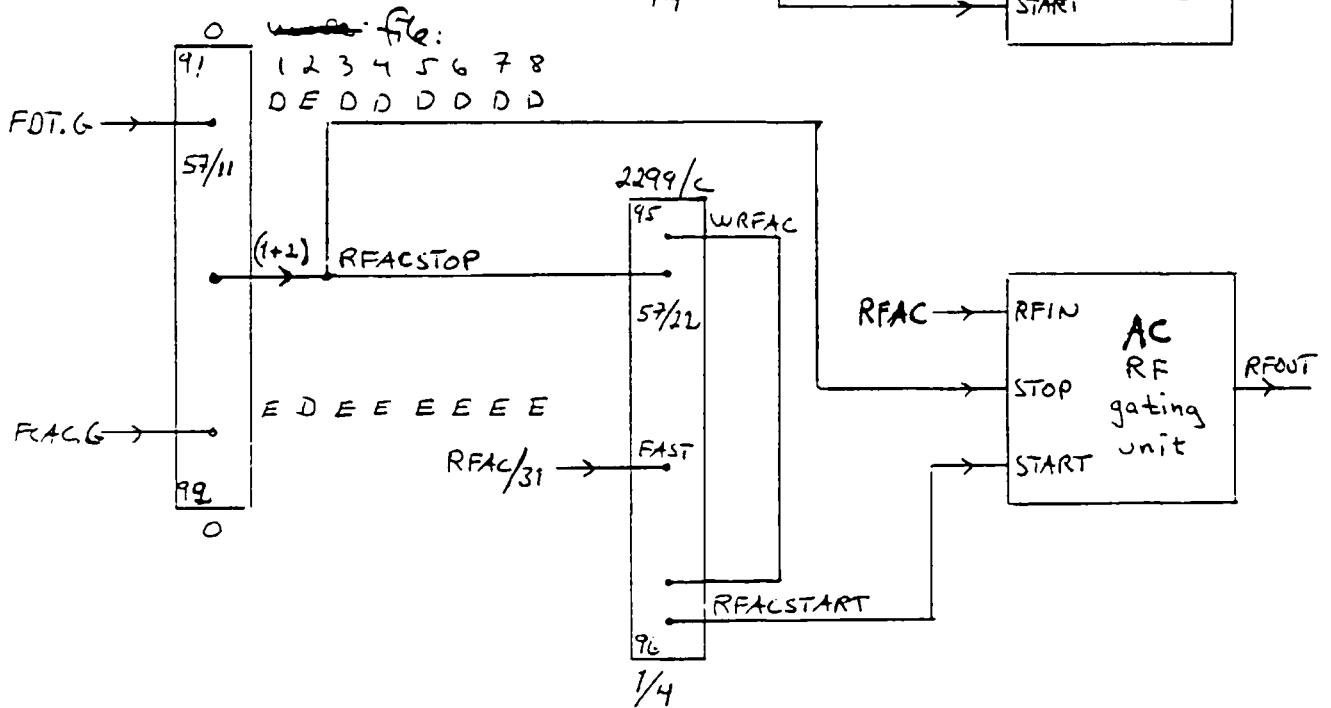 START
0
file:
91
1 2 3 4 5 6 7 8
D E D D D D D D
FDT.G
57/11
2299/C
95
WRFAC
(1+2)
RFACSTOP
57/22
RFAC
RFIN
AC
RF
gating
unit
RFOUT
STOP
E D E E E E E E
FCAC.G
RFAC/31
FAST
START
92
0
RFACSTART
96
1/4